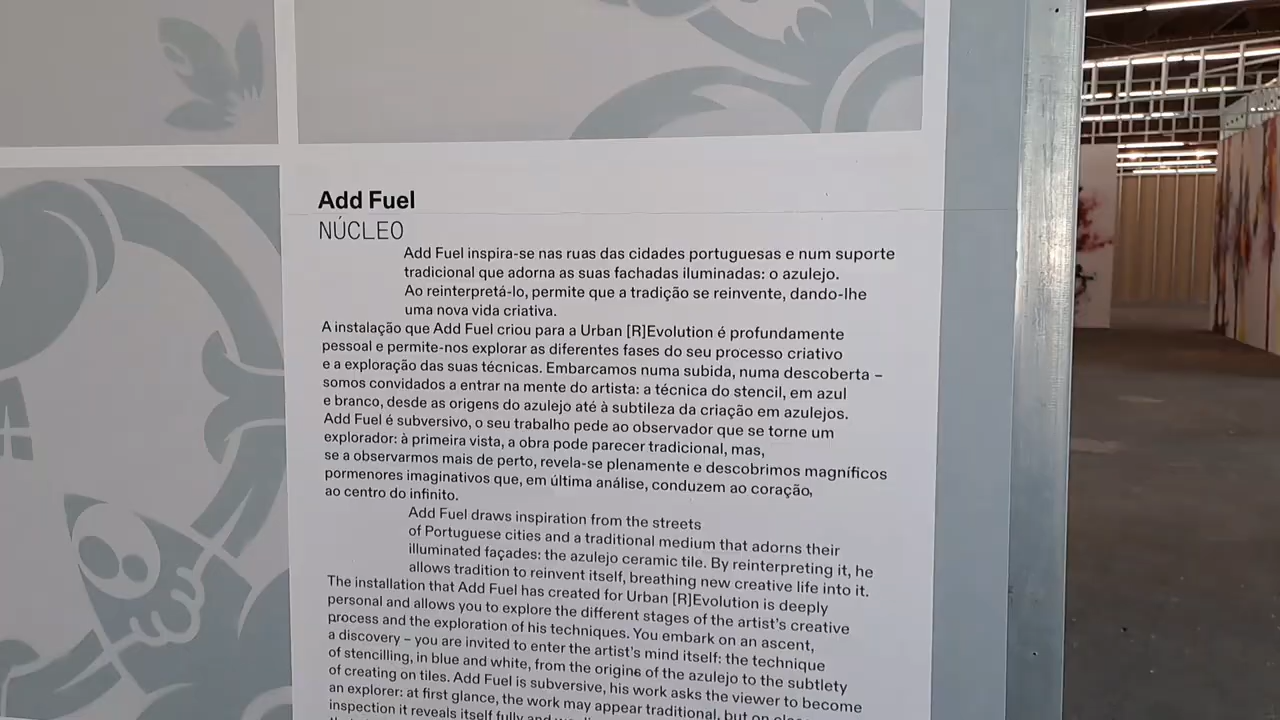 Add Fuel
NÚCLEO
Add Fuel inspira-se nas ruas das cidades portuguesas e num suporte
tradicional que adorna as suas fachadas iluminadas: o azulejo.
Ao reinterpretá-lo, permite que a tradição se reinvente, dando-lhe
uma nova vida criativa.
A instalação que Add Fuel criou para a Urban [R]Evolution é profundamente
pessoal e permite-nos explorar as diferentes fases do seu processo criativo
e a exploração das suas técnicas. Embarcamos numa subida, numa descoberta –
somos convidados a entrar na mente do artista: a técnica do stencil, em azul
e branco, desde as origens do azulejo até à subtileza da criação em azulejos.
Add Fuel é subversivo, o seu trabalho pede ao observador que se torne um
explorador: à primeira vista, a obra pode parecer tradicional, mas,
se a observarmos mais de perto, revela-se plenamente e descobrimos magníficos
pormenores imaginativos que, em última análise, conduzem ao coração,
ao centro do infinito.
Add Fuel draws inspiration from the streets
of Portuguese cities and a traditional medium that adorns their
illuminated façades: the azulejo ceramic tile. By reinterpreting it, he
allows tradition to reinvent itself, breathing new creative life into it.
The installation that Add Fuel has created for Urban [R]Evolution is deeply
personal and allows you to explore the different stages of the artist's creative
process and the exploration of his techniques. You embark on an ascent,
a discovery – you are invited to enter the artist's mind itself: the technique
of stencilling, in blue and white, from the origins of the azulejo to the subtlety
of creating on tiles. Add Fuel is subversive, his work asks the viewer to become
an explorer: at first glance, the work may appear traditional, but on
inspection it reveals itself fully and